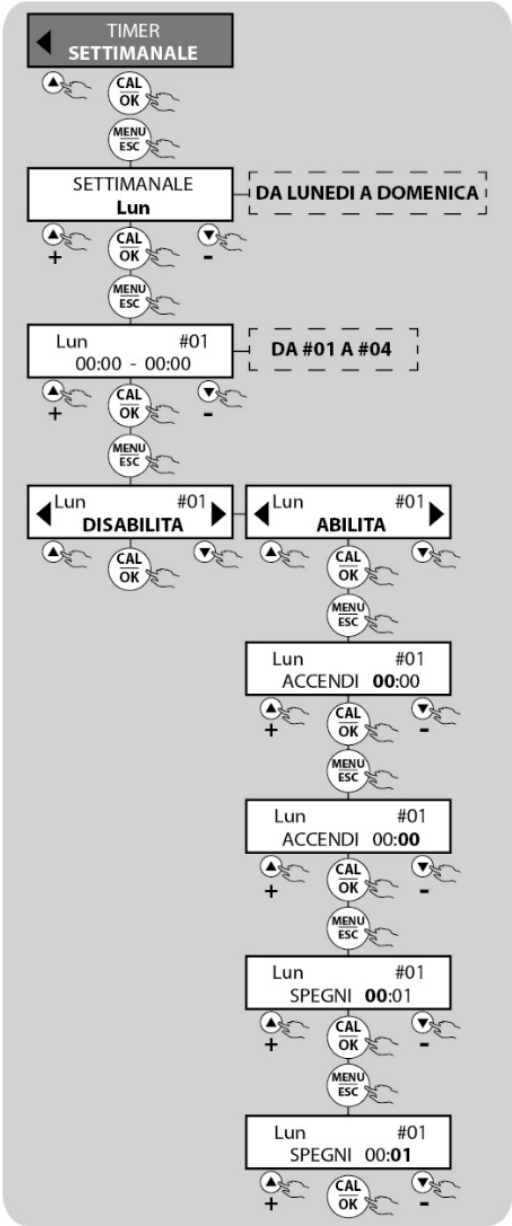 TIMER
SETTIMANALE
CAL
OK
MENU
ESC
SETTIMANALE
Lun
DA LUNEDI A DOMENICA
+
CAL
OK
-
MENU
ESC
Lun #01
00:00 - 00:00
DA #01 A #04
+
CAL
OK
-
MENU
ESC
Lun #01
DISABILITA
Lun #01
ABILITA
CAL
OK
CAL
OK
MENU
ESC
Lun #01
ACCENDI 00:00
+
CAL
OK
-
MENU
ESC
Lun #01
ACCENDI 00:00
+
CAL
OK
-
MENU
ESC
Lun #01
SPEGNI 00:01
+
CAL
OK
-
MENU
ESC
Lun #01
SPEGNI 00:01
+
CAL
OK
-